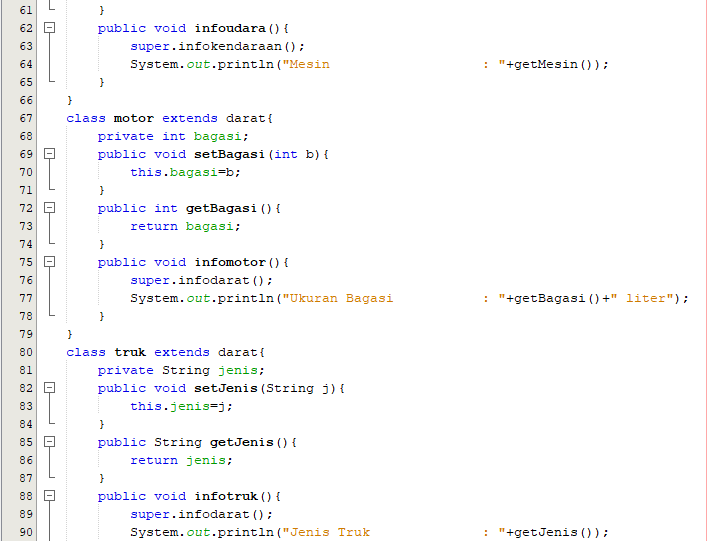 61         }
62     public void infoudara(){
63         super.infokendaraan();
64         System.out.println("Mesin                   : "+getMesin());
65     }
66 }
67 class motor extends darat{
68     private int bagasi;
69     public void setBagasi(int b){
70         this.bagasi=b;
71     }
72     public int getBagasi(){
73         return bagasi;
74     }
75     public void infomotor(){
76         super.infodarat();
77         System.out.println("Ukuran Bagasi           : "+getBagasi()+" liter");
78     }
79 }
80 class truk extends darat{
81     private String jenis;
82     public void setJenis(String j){
83         this.jenis=j;
84     }
85     public String getJenis(){
86         return jenis;
87     }
88     public void infotruk(){
89         super.infodarat();
90         System.out.println("Jenis Truk              : "+getJenis());